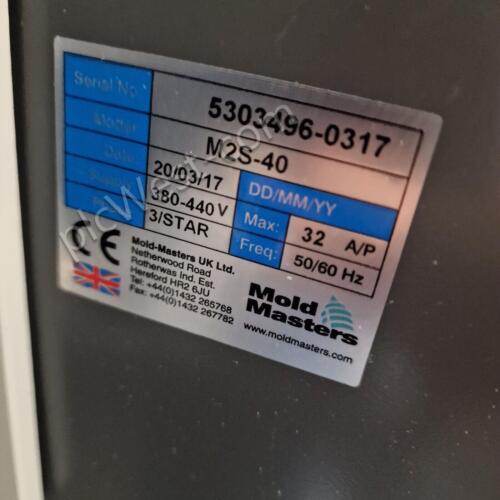 Serial No 5303496-0317
Model M2S-40
Date: 20/03/17 DD/MM/YY
Supply 380-440 V Max: 32 A/P
3/STAR Freq: 50/60 Hz
CE
Mold-Masters UK Ltd.
Netherwood Road
Rotherwas Ind. Est.
Hereford HR2 6JU
Tel: +44(0)1432 265768
Fax: +44(0)1432 267782
Mold
Masters
www.moldmasters.com